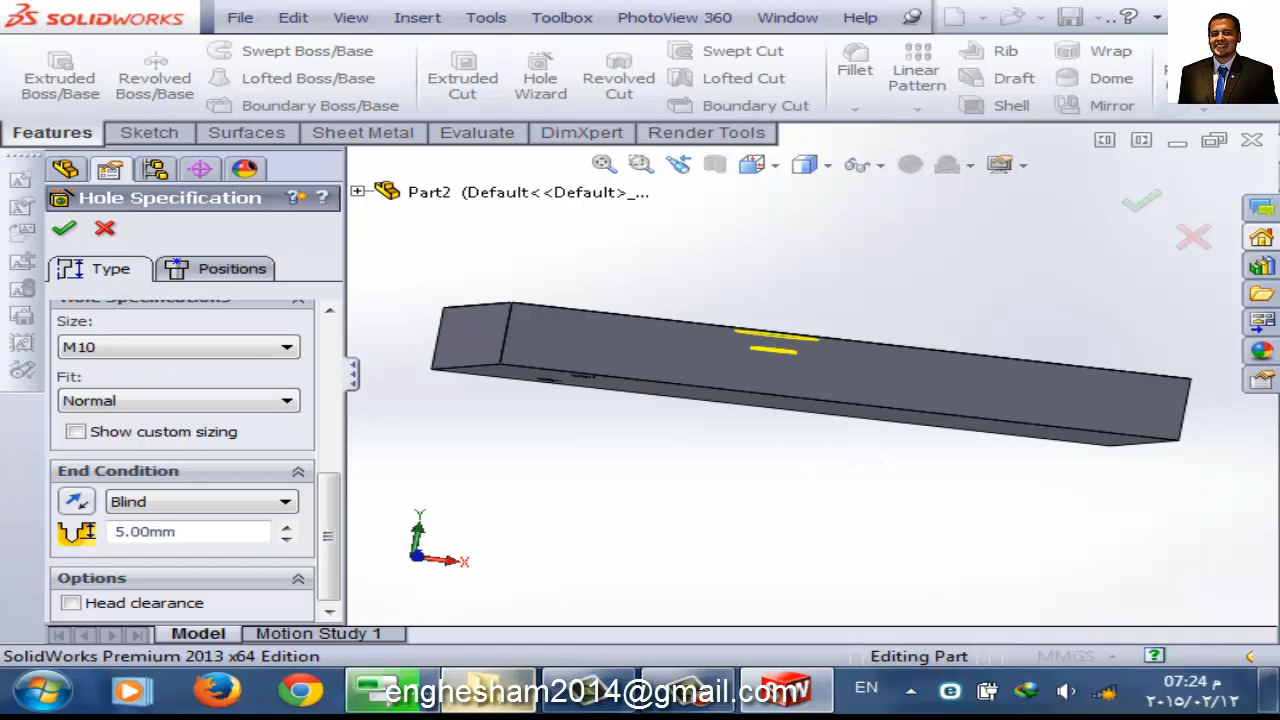 SOLIDWORKS File Edit View Insert Tools Toolbox PhotoView 360 Window Help
Extruded Boss/Base
Revolved Boss/Base
Swept Boss/Base
Lofted Boss/Base
Boundary Boss/Base
Extruded Cut
Hole Wizard
Revolved Cut
Swept Cut
Lofted Cut
Boundary Cut
Fillet
Linear Pattern
Rib
Draft
Shell
Wrap
Dome
Mirror
Features Sketch Surfaces Sheet Metal Evaluate DimXpert Render Tools
Hole Specification
Type Positions
Part2 (Default<<Default>_...
Hole Specifications
Size:
M10
Fit:
Normal
Show custom sizing
End Condition
Blind
5.00mm
Options
Head clearance
Y
X
Model Motion Study 1
SolidWorks Premium 2013 x64 Edition Editing Part MMGS
enghesham2014@gmail.com
EN
07:24 م
٢٠١٥/٠٢/١٢